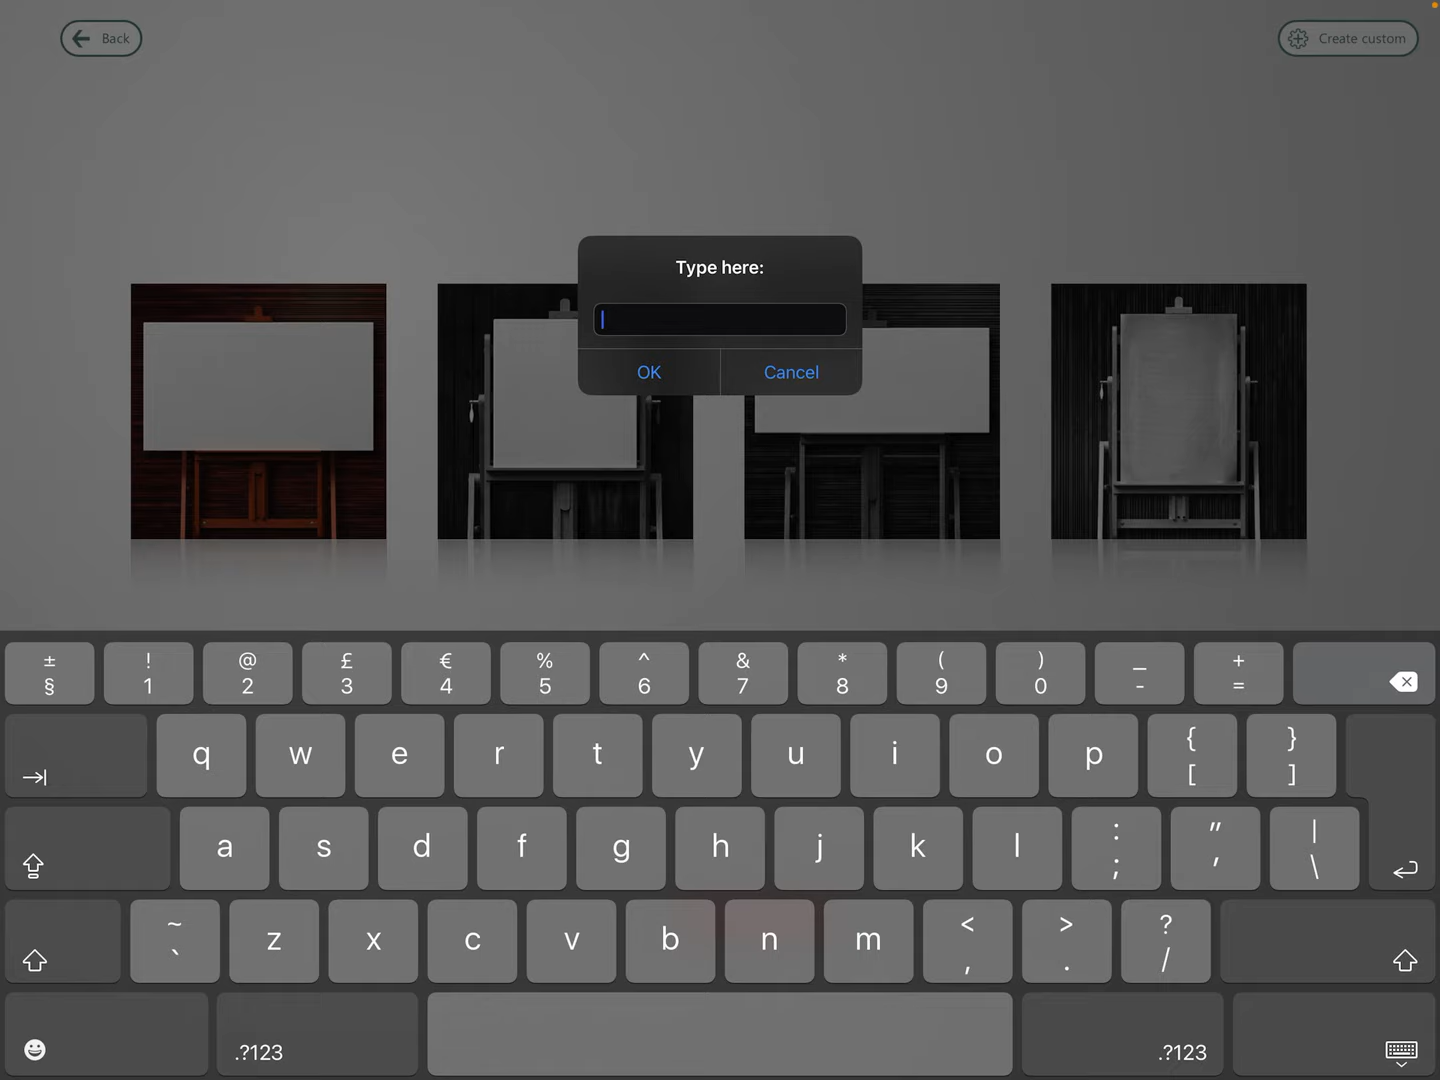 Back
Create custom
Type here:
OK Cancel
± ! @ £ € % ^ & * ( ) _ +
§ 1 2 3 4 5 6 7 8 9 0 - =
q w e r t y u i o p { }
[ ]
a s d f g h j k l : " |
; ' \
~ z x c v b n m < > ?
` , . /
.?123 .?123